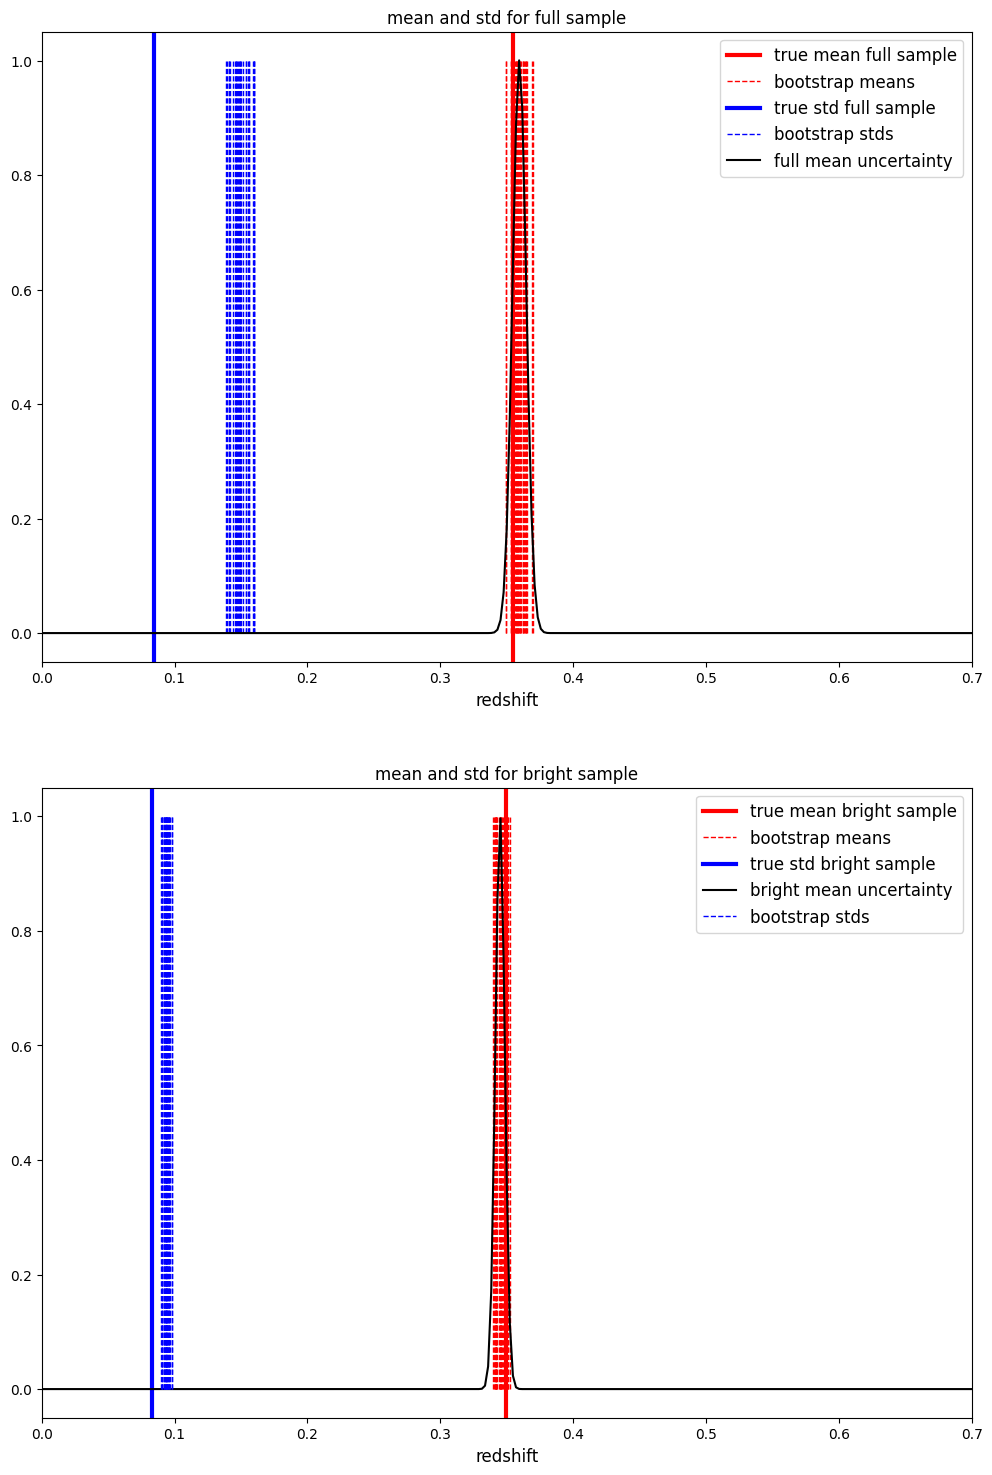 mean and std for full sample
true mean full sample
bootstrap means
true std full sample
bootstrap stds
full mean uncertainty
1.0
0.8
0.6
0.4
0.2
0.0
0.0 0.1 0.2 0.3 0.4 0.5 0.6 0.7
redshift
mean and std for bright sample
true mean bright sample
bootstrap means
true std bright sample
bright mean uncertainty
bootstrap stds
1.0
0.8
0.6
0.4
0.2
0.0
0.0 0.1 0.2 0.3 0.4 0.5 0.6 0.7
redshift